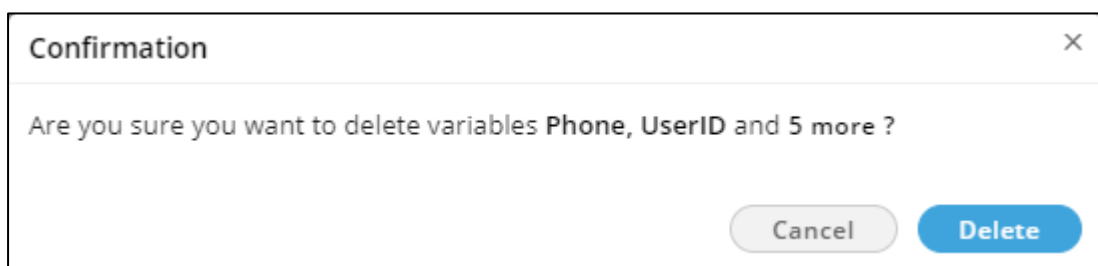 Confirmation
Are you sure you want to delete variables Phone, UserID and 5 more ?
Cancel Delete